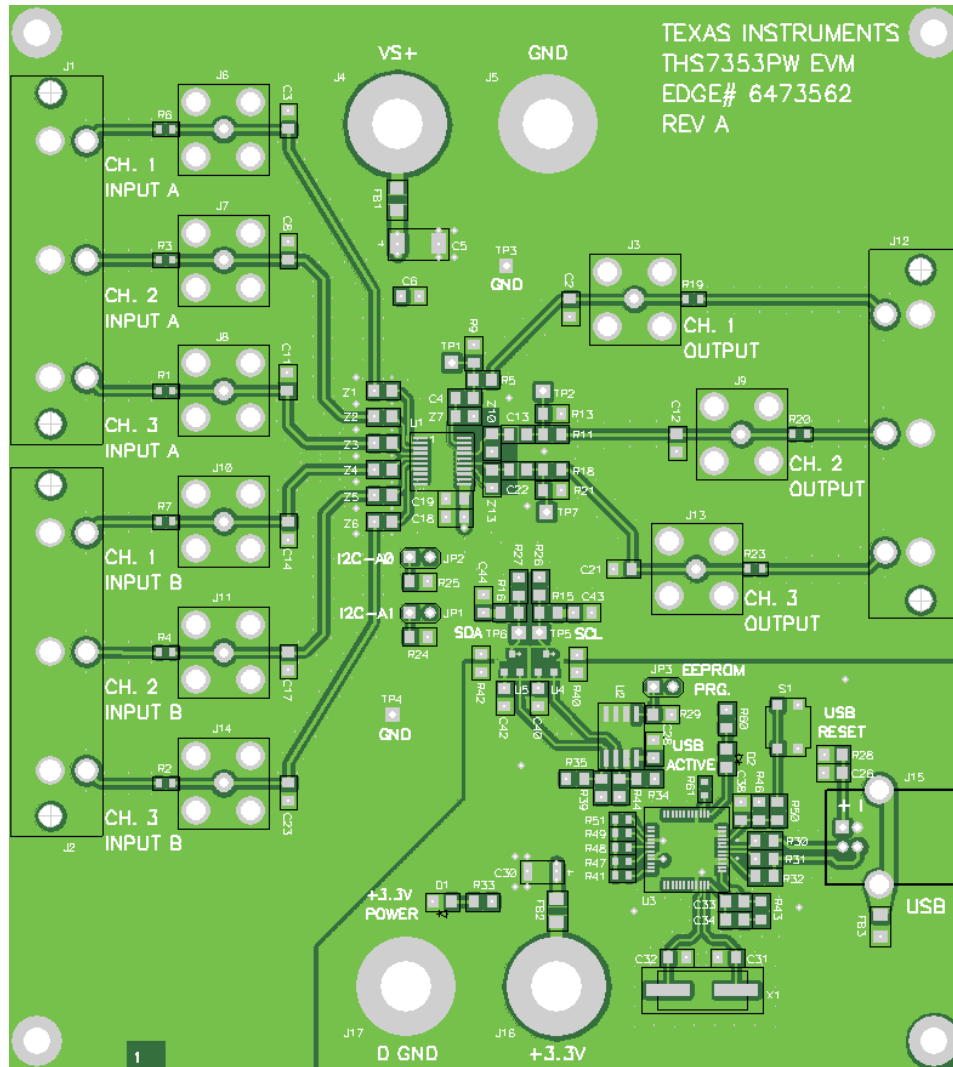 TEXAS INSTRUMENTS
THS7353PW EVM
EDGE# 6473562
REV A
VS+
GND
J4
J5
J1
J6
C3
R6
CH. 1
INPUT A
FB1
J7
C8
R3
+
C5
TP3
GND
C6
CH. 2
INPUT A
J3
J12
C2
R19
CH. 1
OUTPUT
J8
C11
R1
CH. 3
INPUT A
R9
TP1
R5
C4
Z7
Z1
Z2
Z3
Z4
Z5
Z6
U1
1
Z10
C13
TP2
R13
R11
R18
R21
C22
Z13
TP7
C19
C18
J9
C12
R20
CH. 2
OUTPUT
J10
R7
C14
CH. 1
INPUT B
J13
C21
R23
CH. 3
OUTPUT
I2C-A0
JP2
R25
I2C-A1
JP1
R24
R27
R26
C44
R16
R15
C43
SDA
TP6
TP5
SCL
J11
R4
C17
CH. 2
INPUT B
R42
U5
U4
R40
C42
C40
TP4
GND
JP3
EEPROM
PRG.
U2
R29
C28
USB
ACTIVE
R60
D2
S1
USB
RESET
R28
C26
J14
R2
C23
CH. 3
INPUT B
J2
R35
R39
R44
R34
R61
C38
R46
R50
J15
+
R51
R49
R48
R47
R41
R30
R31
R32
U3
C33
C34
R43
USB
FB3
C30
+
FB2
+3.3V
POWER
D1
R33
C32
C31
X1
J17
D GND
J16
+3.3V
1